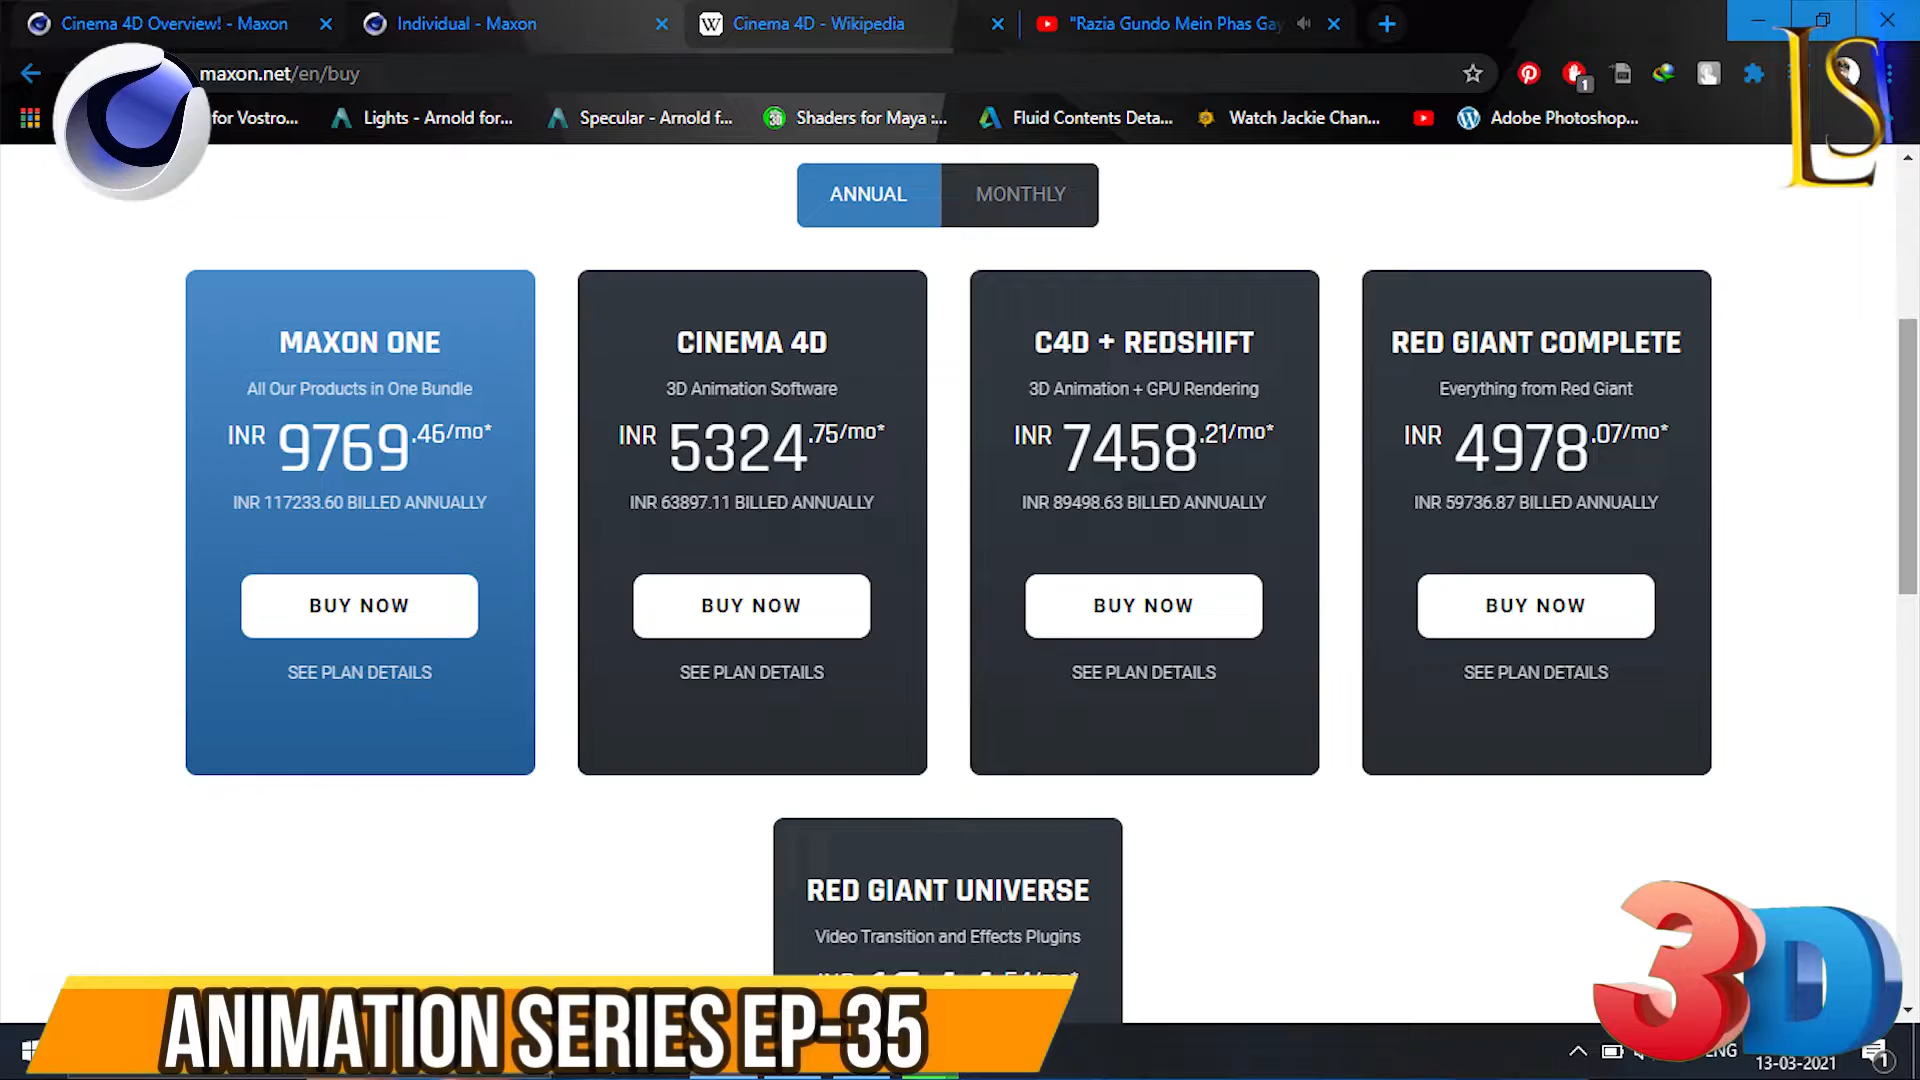 Cinema 4D Overview! - Maxon
Individual - Maxon
Cinema 4D - Wikipedia
"Razia Gundo Mein Phas Gay
maxon.net/en/buy
1
for Vostro...
Lights - Arnold for...
Specular - Arnold f...
Shaders for Maya :...
Fluid Contents Deta...
Watch Jackie Chan...
Adobe Photoshop...
LS
ANNUAL
MONTHLY
MAXON ONE
All Our Products in One Bundle
INR 9769.46/mo*
INR 117233.60 BILLED ANNUALLY
BUY NOW
SEE PLAN DETAILS
CINEMA 4D
3D Animation Software
INR 5324.75/mo*
INR 63897.11 BILLED ANNUALLY
BUY NOW
SEE PLAN DETAILS
C4D + REDSHIFT
3D Animation + GPU Rendering
INR 7458.21/mo*
INR 89498.63 BILLED ANNUALLY
BUY NOW
SEE PLAN DETAILS
RED GIANT COMPLETE
Everything from Red Giant
INR 4978.07/mo*
INR 59736.87 BILLED ANNUALLY
BUY NOW
SEE PLAN DETAILS
RED GIANT UNIVERSE
Video Transition and Effects Plugins
ANIMATION SERIES EP-35
3D
ENG
13-03-2021
1